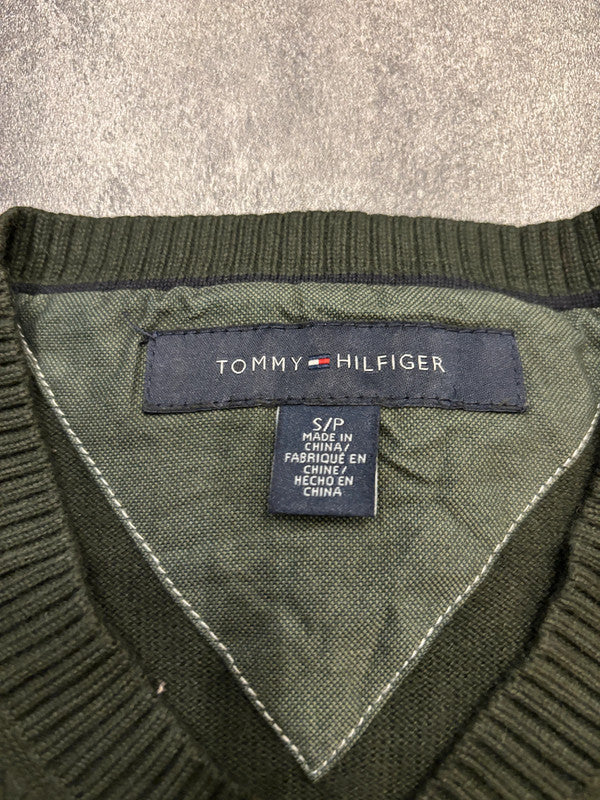 TOMMY HILFIGER
S/P
MADE IN
CHINA/
FABRIQUÉ EN
CHINE/
HECHO EN
CHINA